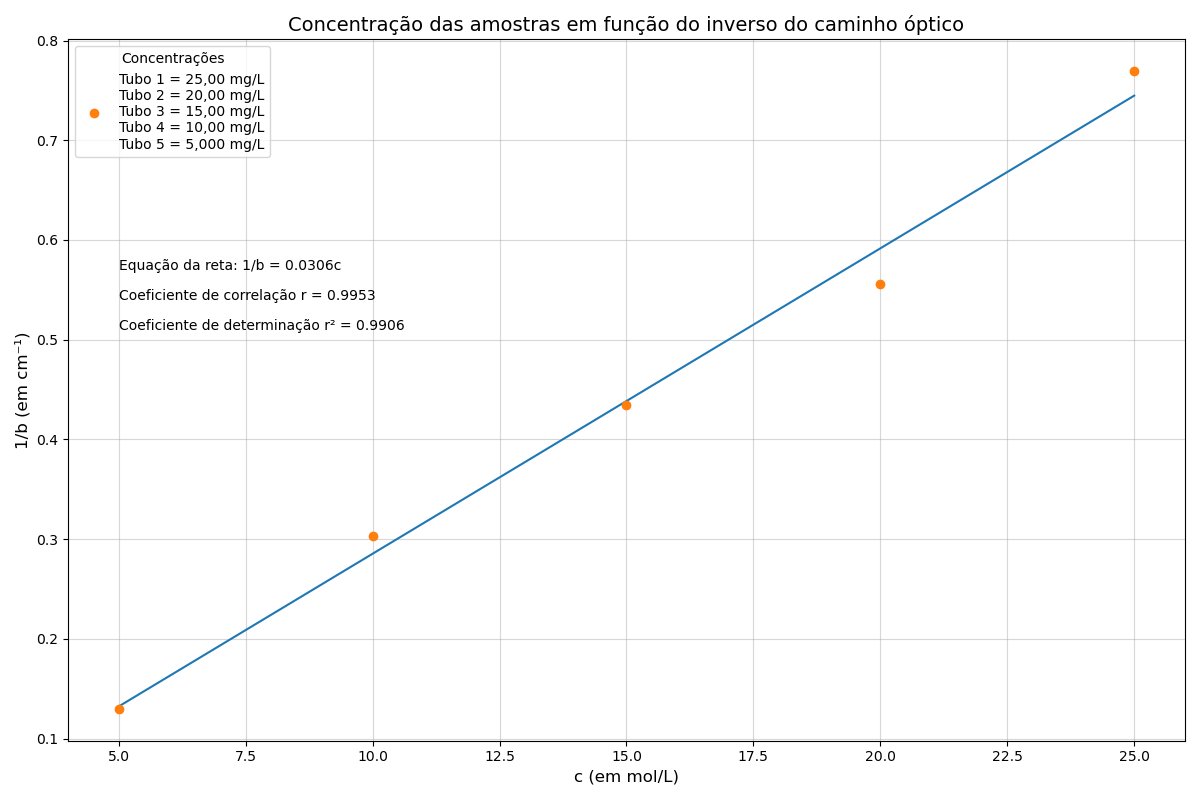 Concentração das amostras em função do inverso do caminho óptico
Concentrações
Tubo 1 = 25,00 mg/L
Tubo 2 = 20,00 mg/L
Tubo 3 = 15,00 mg/L
Tubo 4 = 10,00 mg/L
Tubo 5 = 5,000 mg/L
Equação da reta: 1/b = 0.0306c
Coeficiente de correlação r = 0.9953
Coeficiente de determinação r² = 0.9906
1/b (em cm⁻¹)
0.8
0.7
0.6
0.5
0.4
0.3
0.2
0.1
5.0 7.5 10.0 12.5 15.0 17.5 20.0 22.5 25.0
c (em mol/L)